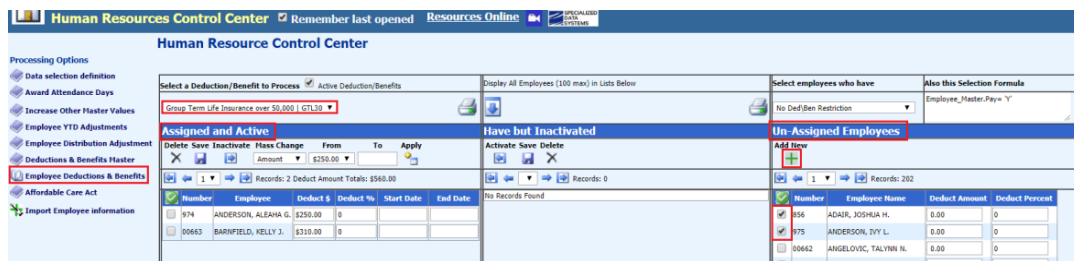 Human Resources Control Center Remember last opened Resources Online SPECIALIZED DATA SYSTEMS
Human Resource Control Center
Processing Options
Data selection definition
Award Attendance Days
Increase Other Master Values
Employee YTD Adjustments
Employee Distribution Adjustment
Deductions & Benefits Master
Employee Deductions & Benefits
Affordable Care Act
Import Employee information
Select a Deduction/Benefit to Process Active Deduction/Benefits
Group Term Life Insurance over 50,000 | GTL30
Assigned and Active
Delete Save Inactivate Mass Change From To Apply
Amount $250.00
1 Records: 2 Deduct Amount Totals: $560.00
Number Employee Deduct $ Deduct % Start Date End Date
974 ANDERSON, ALEAHA G. $250.00 0
00663 BARNFIELD, KELLY J. $310.00 0
Display All Employees (100 max) in Lists Below
Have but Inactivated
Activate Save Delete
Records: 0
No Records Found
Select employees who have
No Ded\Ben Restriction
Also this Selection Formula
Employee_Master.Pay= 'Y'
Un-Assigned Employees
Add New
1 Records: 202
Number Employee Name Deduct Amount Deduct Percent
856 ADAIR, JOSHUA H. 0.00 0
975 ANDERSON, IVY L. 0.00 0
00662 ANGELOVIC, TALYNN N. 0.00 0